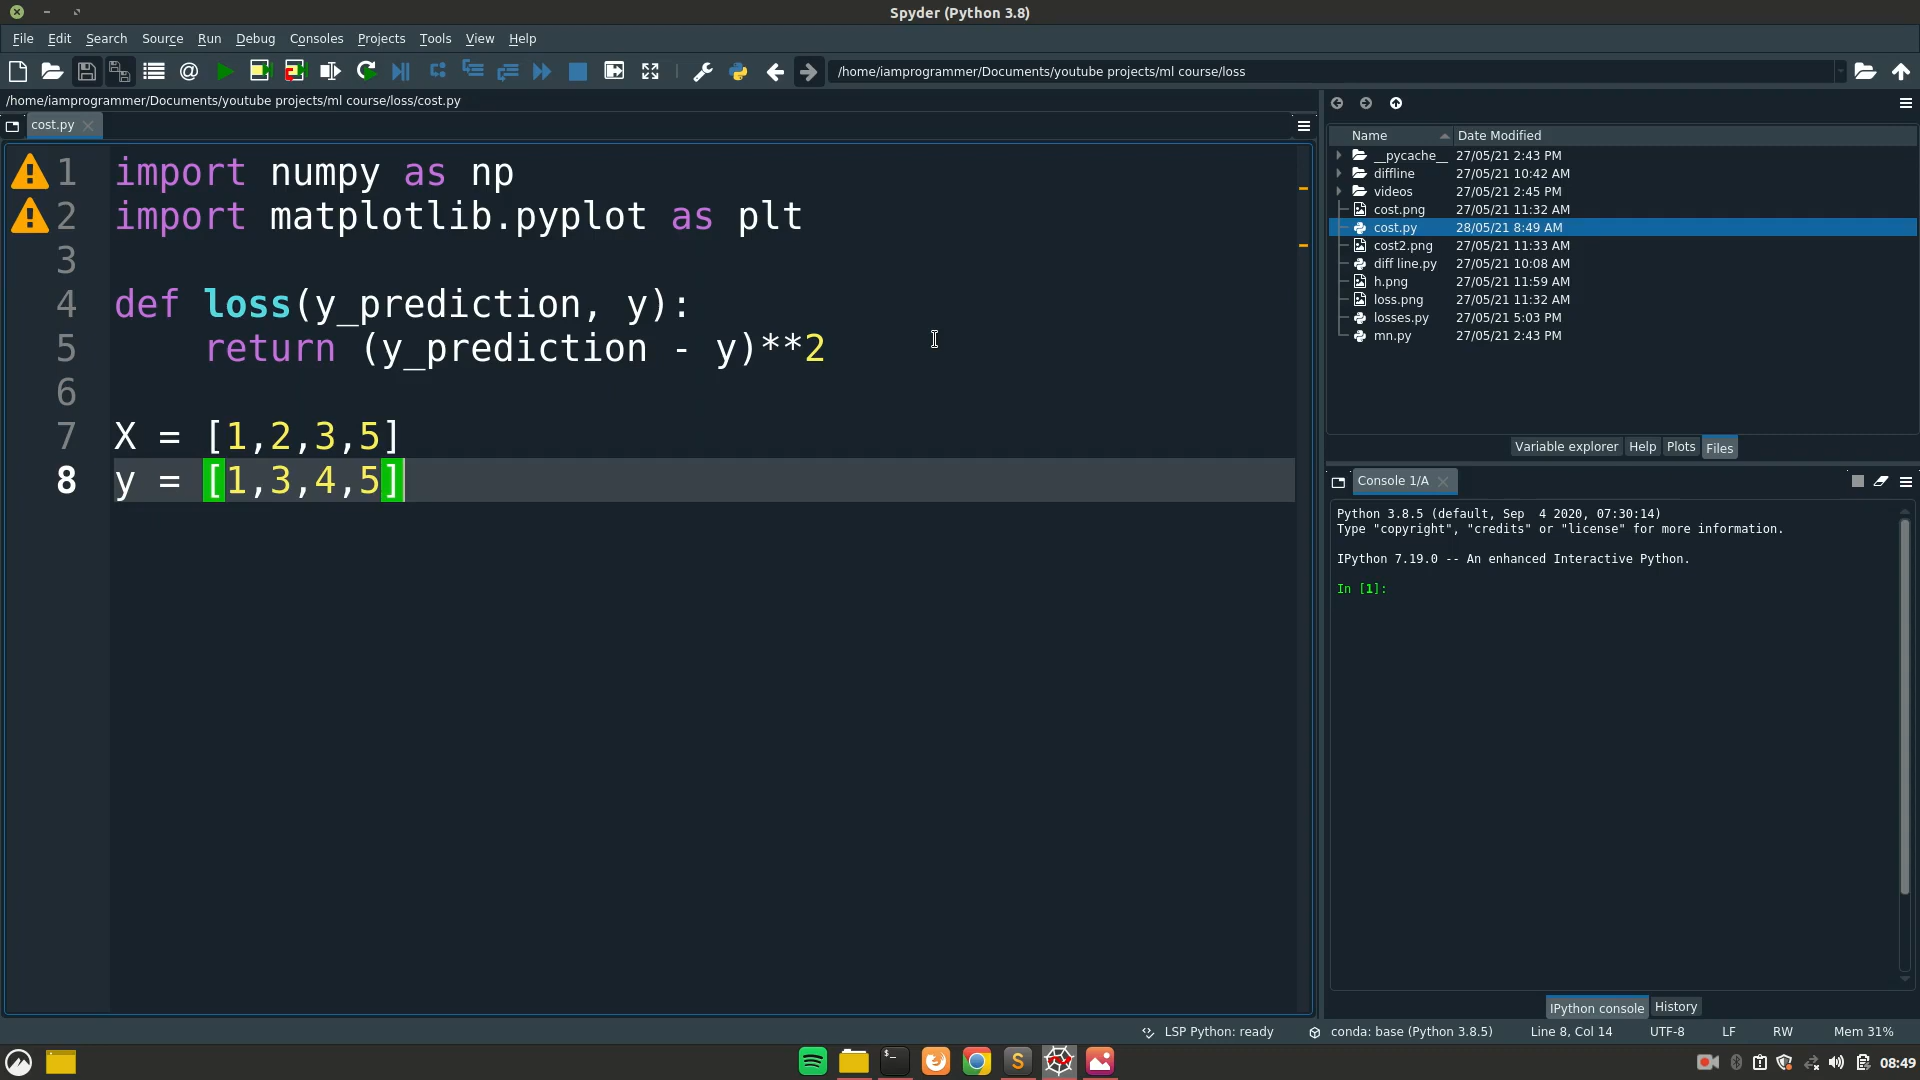 Spyder (Python 3.8)
File Edit Search Source Run Debug Consoles Projects Tools View Help
/home/iamprogrammer/Documents/youtube projects/ml course/loss
/home/iamprogrammer/Documents/youtube projects/ml course/loss/cost.py
cost.py
1 import numpy as np
2 import matplotlib.pyplot as plt
3
4 def loss(y_prediction, y):
5     return (y_prediction - y)**2
6
7 X = [1,2,3,5]
8 y = [1,3,4,5]
Name Date Modified
__pycache__ 27/05/21 2:43 PM
diffline 27/05/21 10:42 AM
videos 27/05/21 2:45 PM
cost.png 27/05/21 11:32 AM
cost.py 28/05/21 8:49 AM
cost2.png 27/05/21 11:33 AM
diff line.py 27/05/21 10:08 AM
h.png 27/05/21 11:59 AM
loss.png 27/05/21 11:32 AM
losses.py 27/05/21 5:03 PM
mn.py 27/05/21 2:43 PM
Variable explorer Help Plots Files
Console 1/A
Python 3.8.5 (default, Sep  4 2020, 07:30:14)
Type "copyright", "credits" or "license" for more information.
IPython 7.19.0 -- An enhanced Interactive Python.
In [1]:
IPython console History
LSP Python: ready conda: base (Python 3.8.5) Line 8, Col 14 UTF-8 LF RW Mem 31%
08:49